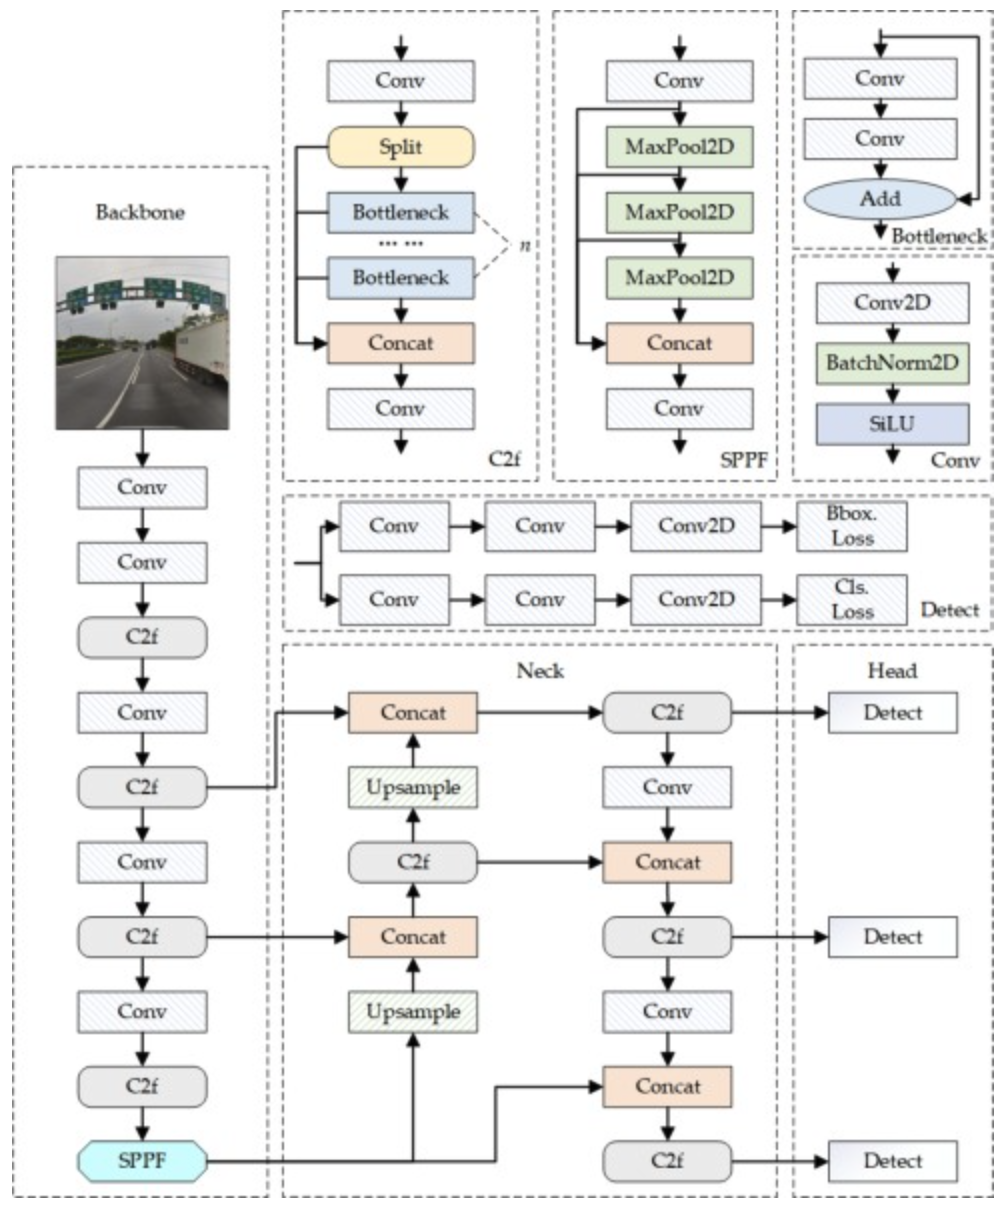 Conv
Split
Bottleneck
... ...
Bottleneck
n
Concat
Conv
C2f
Conv
MaxPool2D
MaxPool2D
MaxPool2D
Concat
Conv
SPPF
Conv
Conv
Add
Bottleneck
Conv2D
BatchNorm2D
SiLU
Conv
Backbone
Conv
Conv
C2f
Conv
C2f
Conv
C2f
Conv
C2f
SPPF
Conv
Conv
Conv2D
Bbox.
Loss
Conv
Conv
Conv2D
Cls.
Loss
Detect
Neck
Concat
Upsample
C2f
Concat
Upsample
C2f
Conv
Concat
C2f
Conv
Concat
C2f
Head
Detect
Detect
Detect